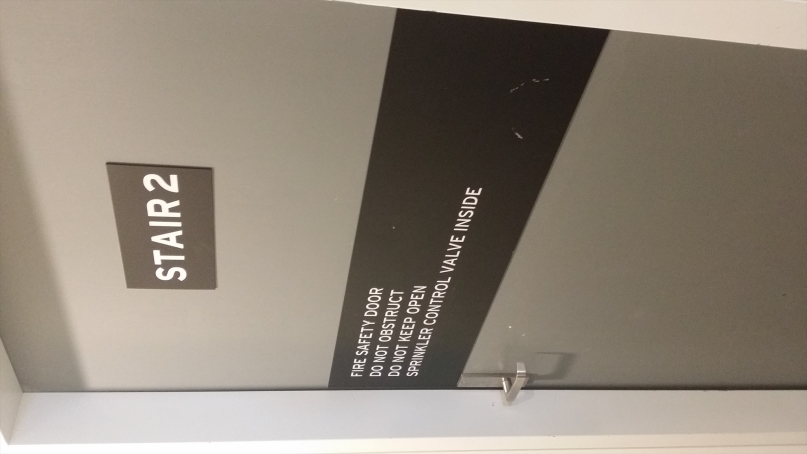 STAIR 2
FIRE SAFETY DOOR
DO NOT OBSTRUCT
DO NOT KEEP OPEN
SPRINKLER CONTROL VALVE INSIDE